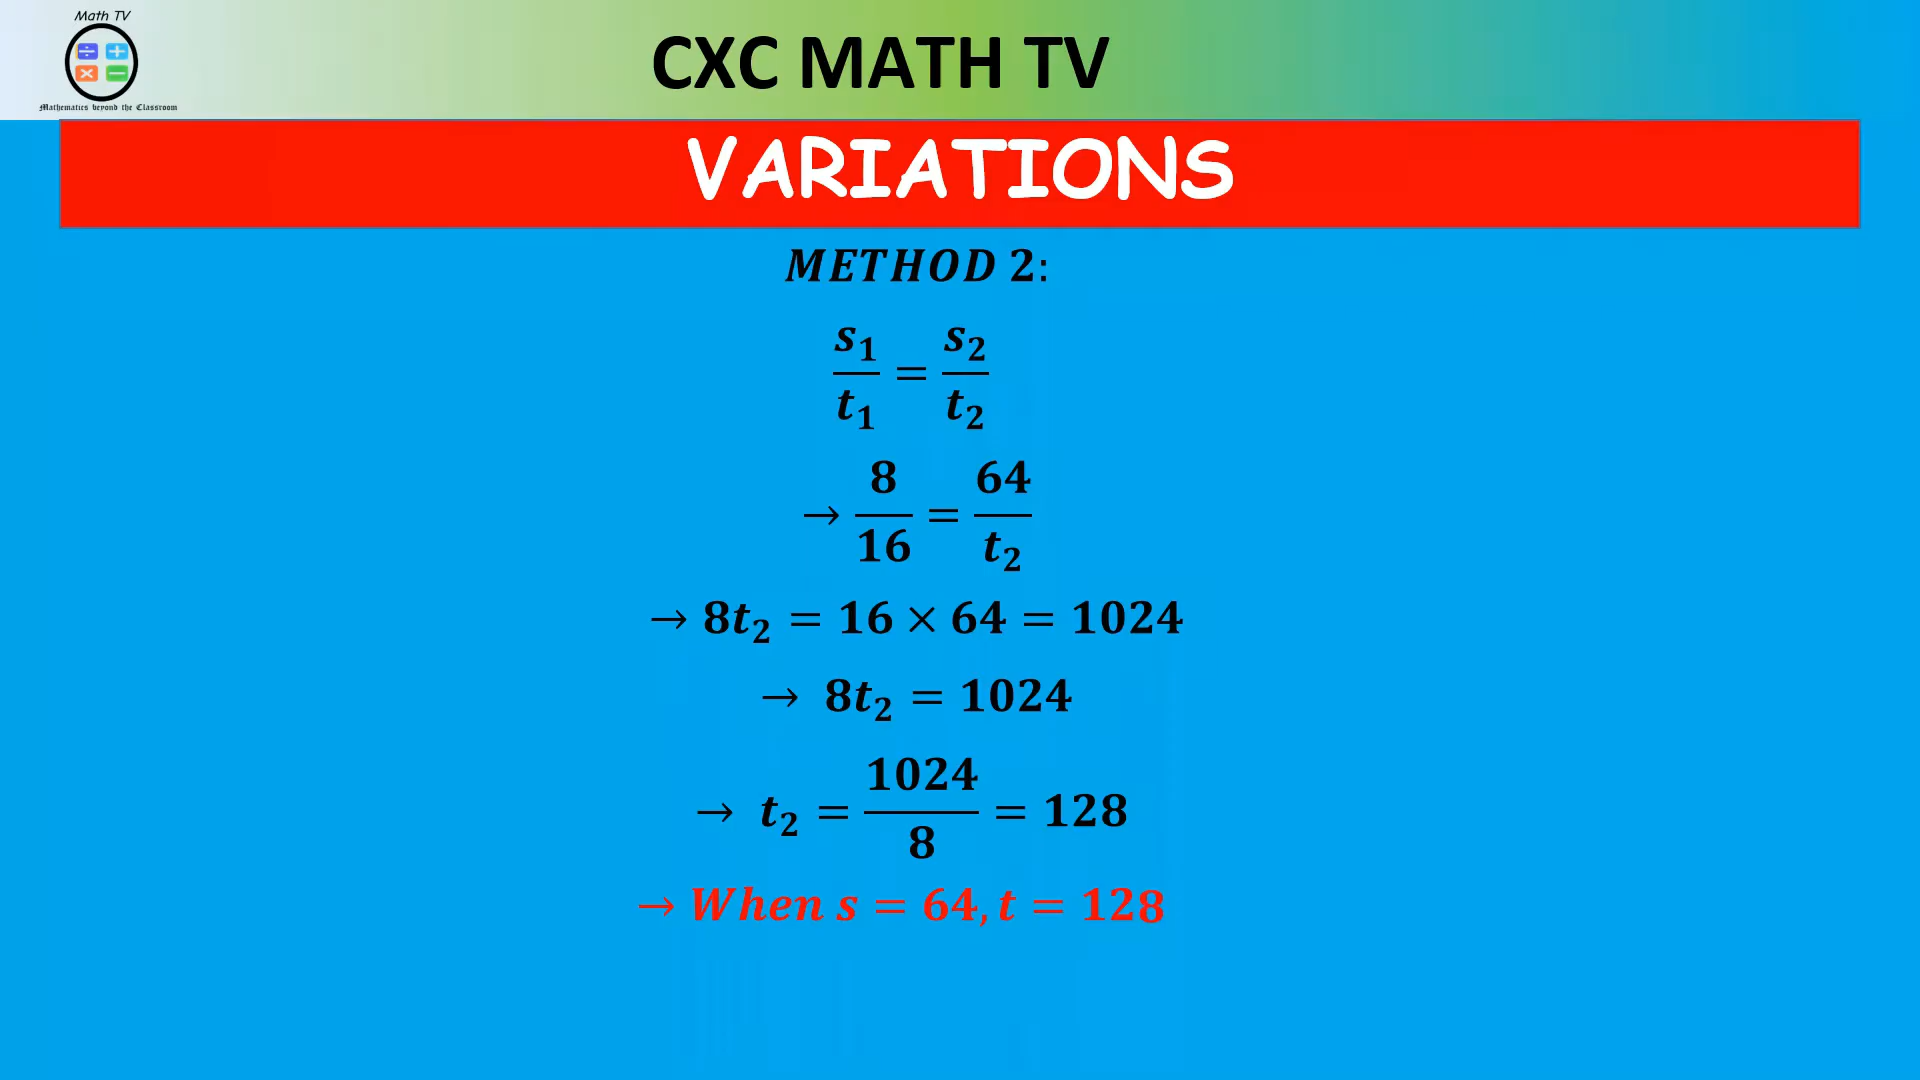 Math TV
÷ +
× −
Mathematics beyond the Classroom
CXC MATH TV
VARIATIONS
METHOD 2:
s₁/t₁ = s₂/t₂
→ 8/16 = 64/t₂
→ 8t₂ = 16 × 64 = 1024
→ 8t₂ = 1024
→ t₂ = 1024/8 = 128
→ When s = 64, t = 128